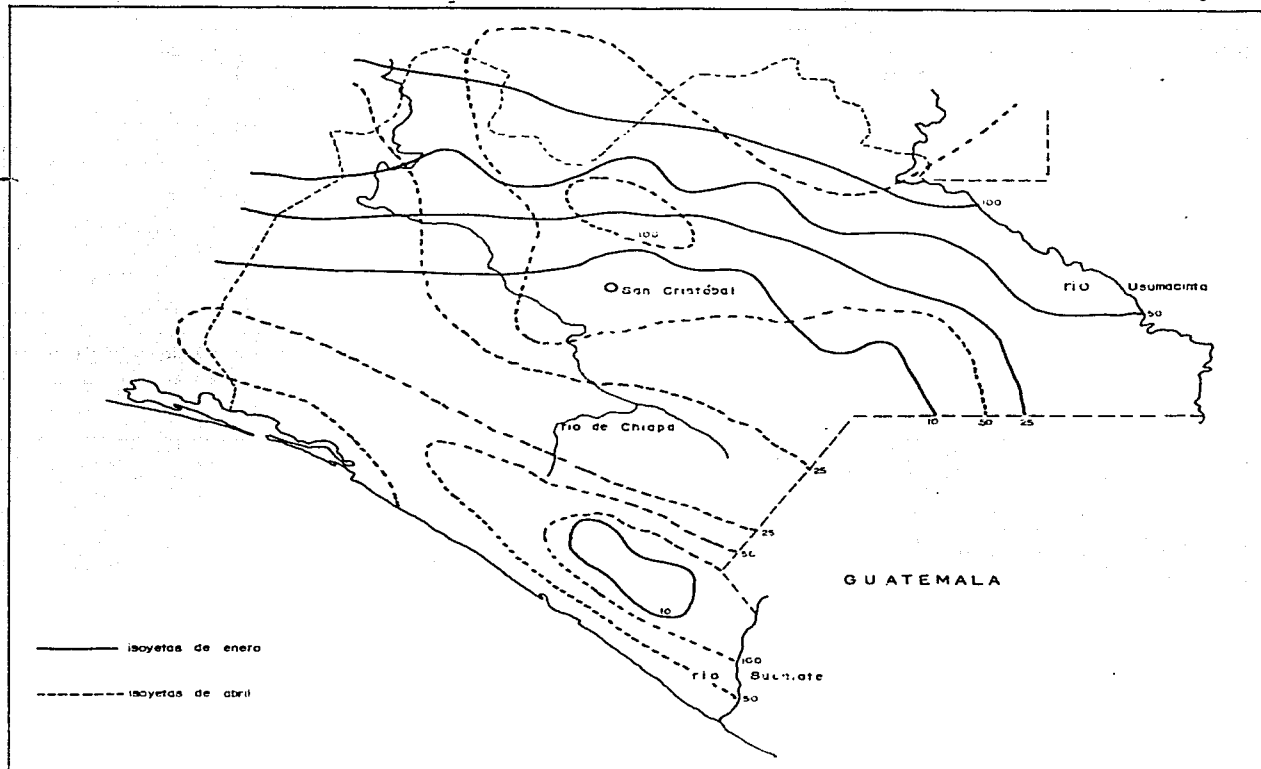 100
100
San Cristóbal
río Usumacinta
50
10 50 25
río de Chiapa
25
25
50
GUATEMALA
10
isoyetas de enero
100
río Suchiate
isoyetas de abril
50